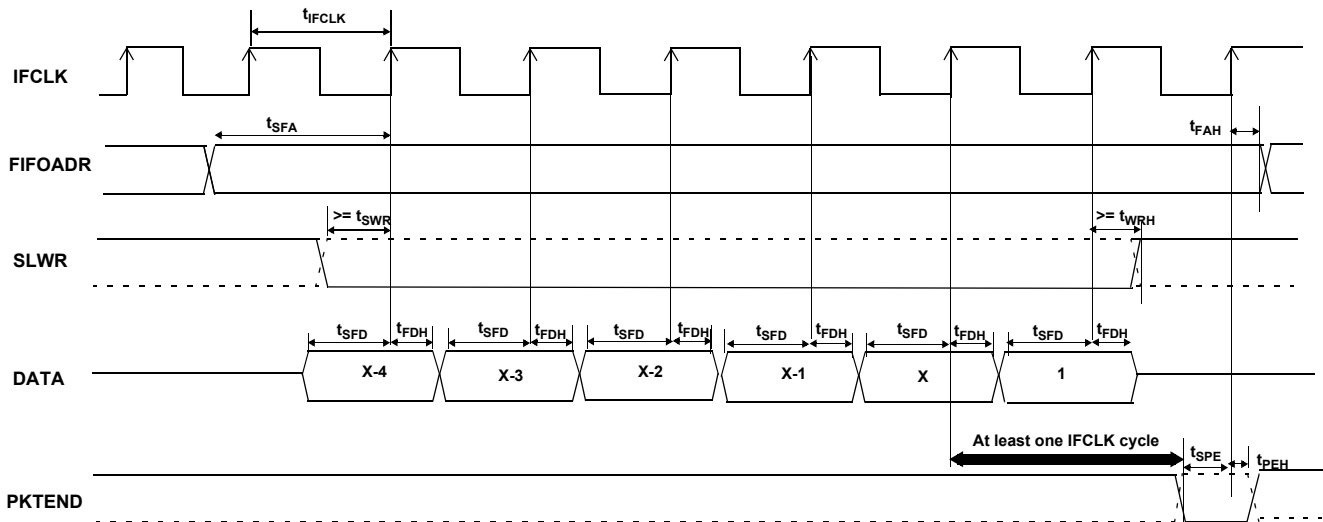 tIFCLK
IFCLK
tSFA
tFAH
FIFOADR
>= tSWR
>= tWRH
SLWR
tSFD tFDH tSFD tFDH tSFD tFDH tSFD tFDH tSFD tFDH tSFD tFDH
DATA X-4 X-3 X-2 X-1 X 1
At least one IFCLK cycle
tSPE
tPEH
PKTEND